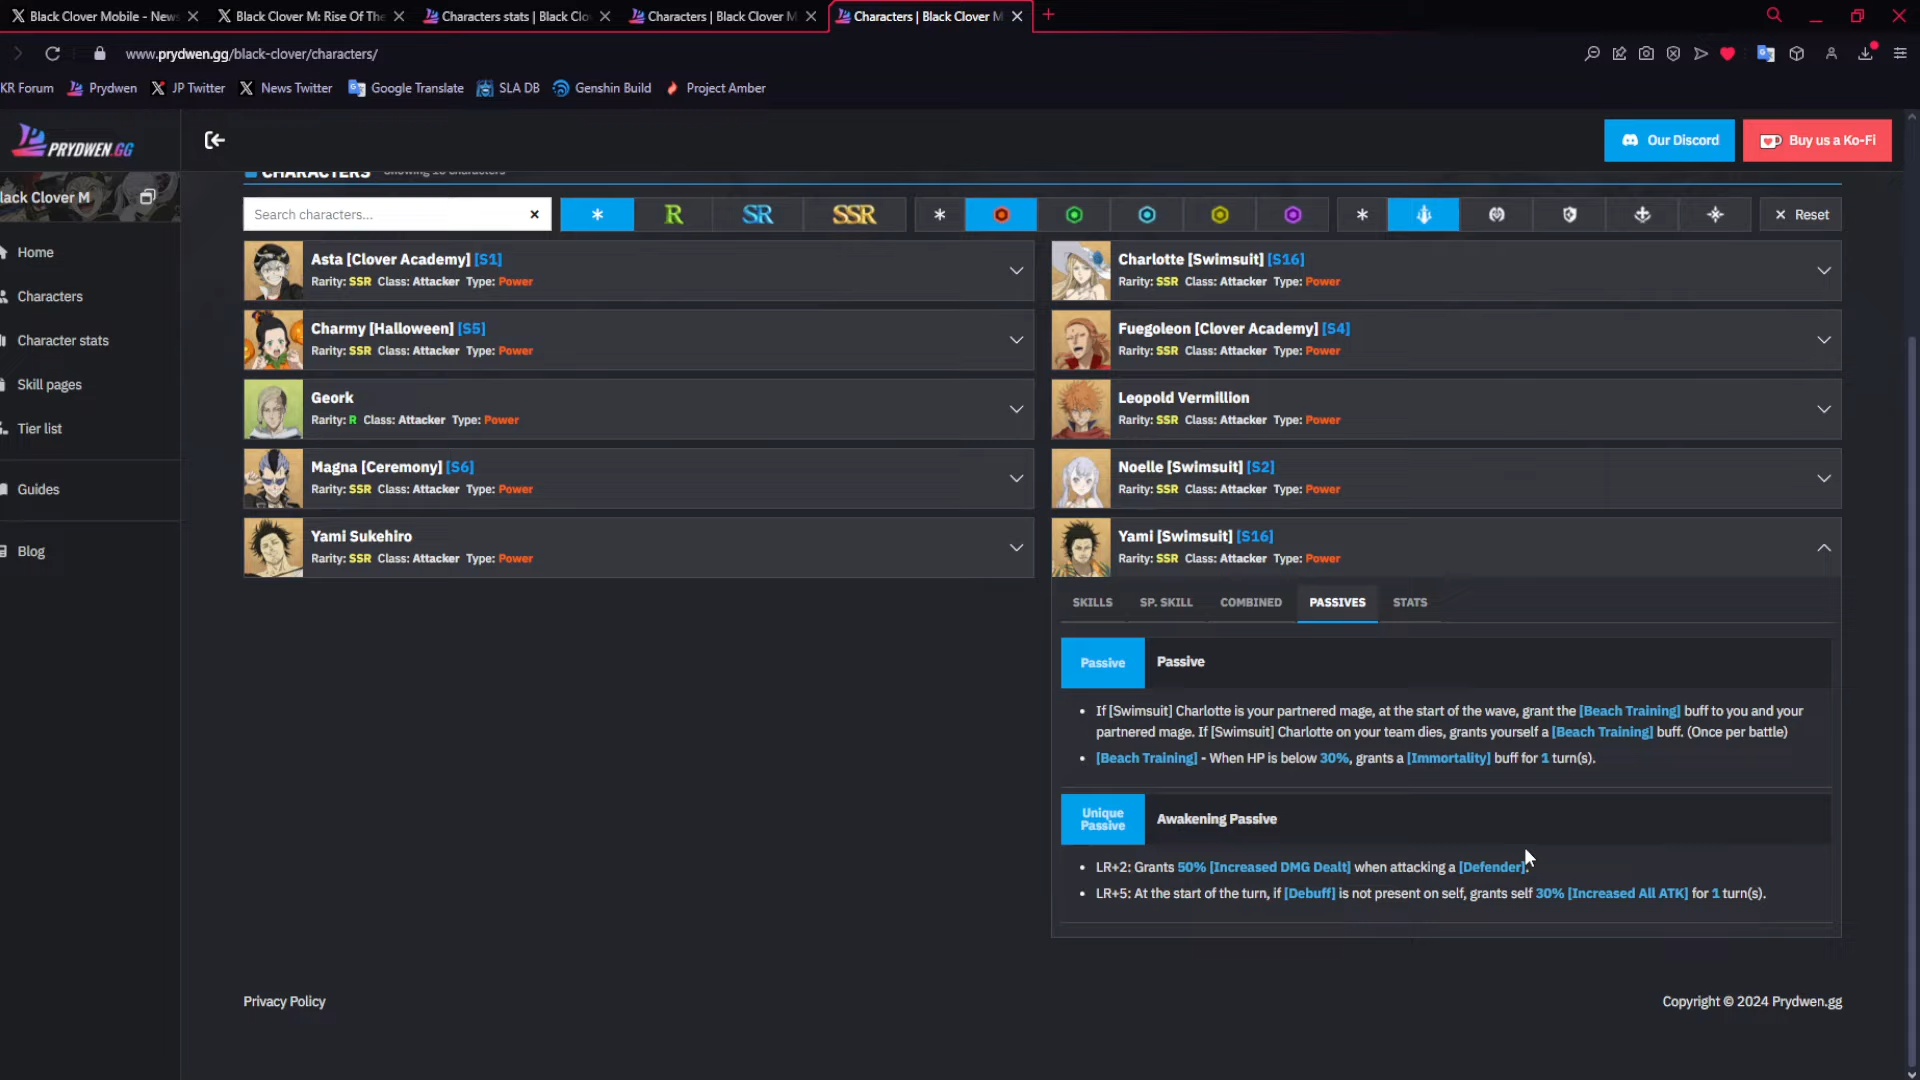 Black Clover Mobile - News
Black Clover M: Rise Of The
Characters stats | Black Clo
Characters | Black Clover M
Characters | Black Clover M
www.prydwen.gg/black-clover/characters/
KR Forum
Prydwen
JP Twitter
News Twitter
Google Translate
SLA DB
Genshin Build
Project Amber
PRYDWEN.GG
Our Discord
Buy us a Ko-Fi
lack Clover M
Home
Characters
Character stats
Skill pages
Tier list
Guides
Blog
CHARACTERS
Search characters...
R
SR
SSR
Reset
Asta [Clover Academy] [S1]
Rarity: SSR Class: Attacker Type: Power
Charlotte [Swimsuit] [S16]
Rarity: SSR Class: Attacker Type: Power
Charmy [Halloween] [S5]
Rarity: SSR Class: Attacker Type: Power
Fuegoleon [Clover Academy] [S4]
Rarity: SSR Class: Attacker Type: Power
Geork
Rarity: R Class: Attacker Type: Power
Leopold Vermillion
Rarity: SSR Class: Attacker Type: Power
Magna [Ceremony] [S6]
Rarity: SSR Class: Attacker Type: Power
Noelle [Swimsuit] [S2]
Rarity: SSR Class: Attacker Type: Power
Yami Sukehiro
Rarity: SSR Class: Attacker Type: Power
Yami [Swimsuit] [S16]
Rarity: SSR Class: Attacker Type: Power
SKILLS
SP. SKILL
COMBINED
PASSIVES
STATS
Passive
Passive
• If [Swimsuit] Charlotte is your partnered mage, at the start of the wave, grant the [Beach Training] buff to you and your
partnered mage. If [Swimsuit] Charlotte on your team dies, grants yourself a [Beach Training] buff. (Once per battle)
• [Beach Training] - When HP is below 30%, grants a [Immortality] buff for 1 turn(s).
Unique
Passive
Awakening Passive
• LR+2: Grants 50% [Increased DMG Dealt] when attacking a [Defender].
• LR+5: At the start of the turn, if [Debuff] is not present on self, grants self 30% [Increased All ATK] for 1 turn(s).
Privacy Policy
Copyright © 2024 Prydwen.gg